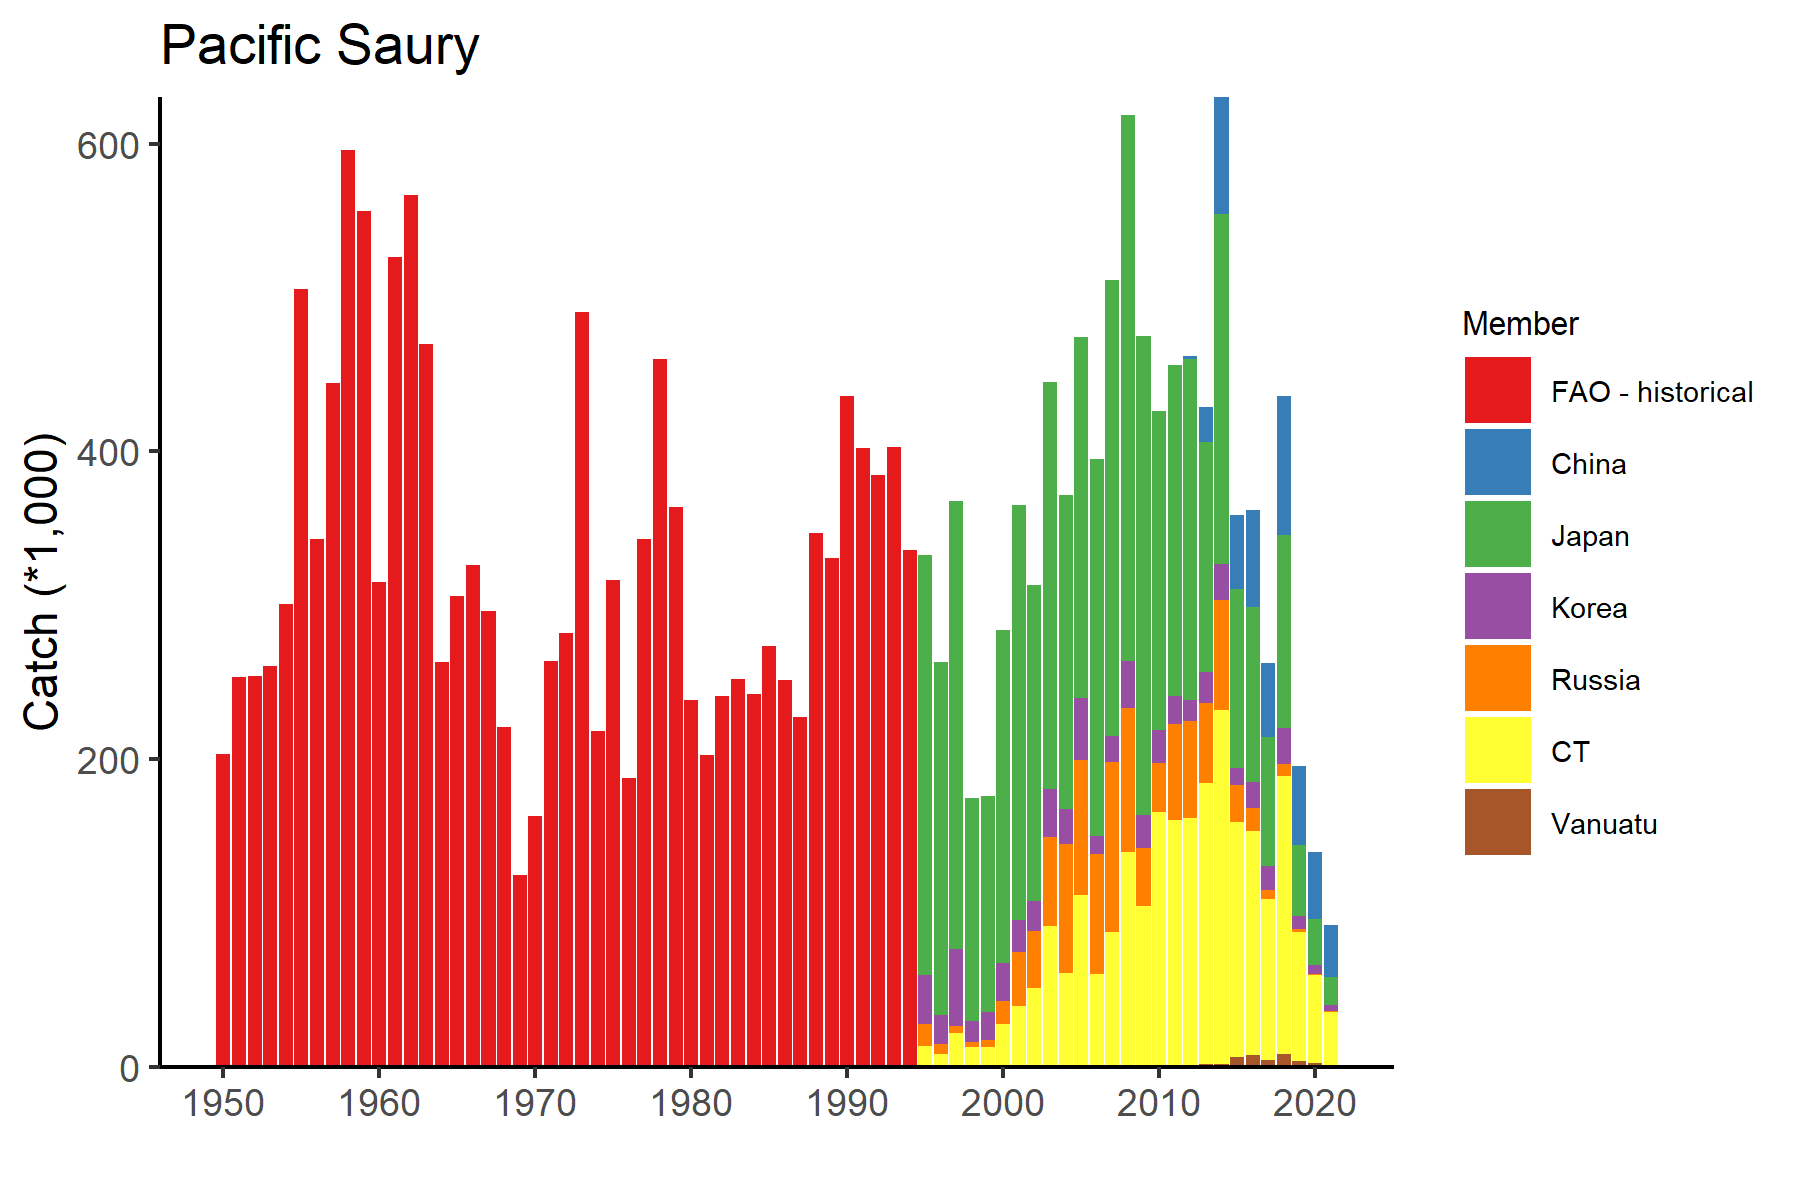 Pacific Saury
Catch (*1,000)
600
400
200
0
1950 1960 1970 1980 1990 2000 2010 2020
Member
FAO - historical
China
Japan
Korea
Russia
CT
Vanuatu